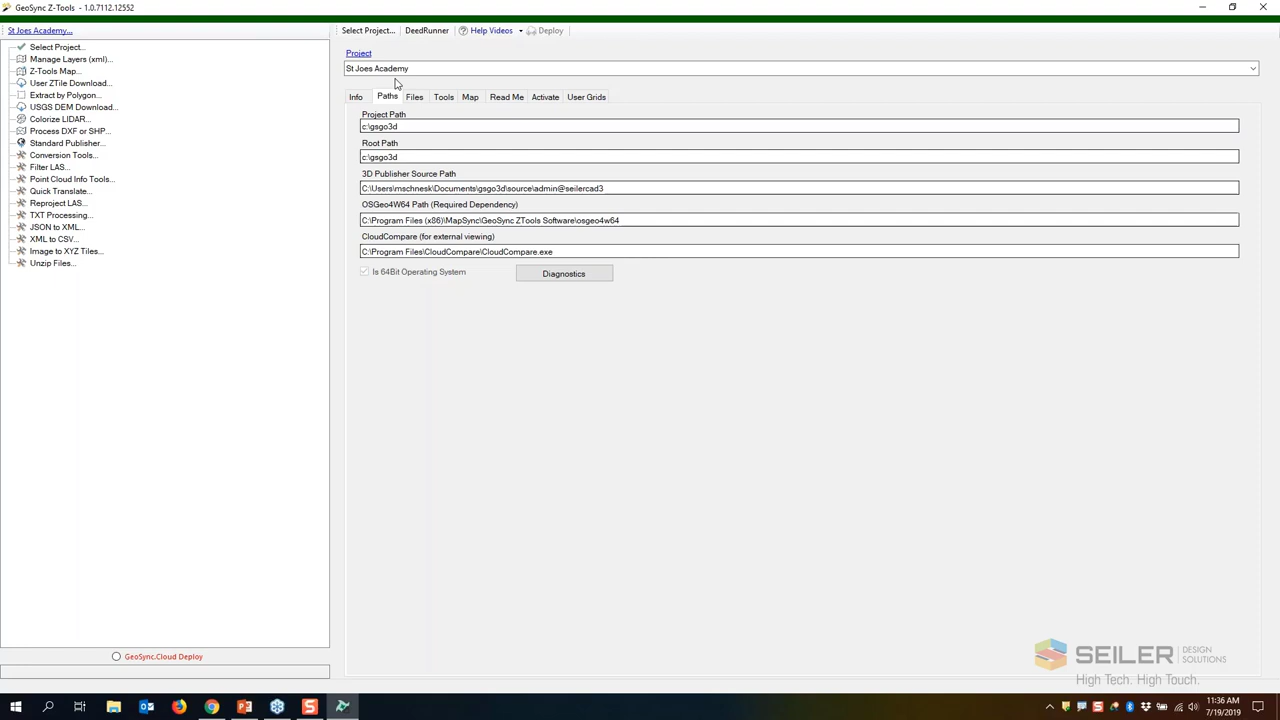 GeoSync Z-Tools - 1.0.7112.12552
St Joes Academy...
Select Project... DeedRunner Help Videos Deploy
Select Project...
Manage Layers (xml)...
Z-Tools Map...
User ZTile Download...
Extract by Polygon...
USGS DEM Download...
Colorize LIDAR...
Process DXF or SHP...
Standard Publisher...
Conversion Tools...
Filter LAS...
Point Cloud Info Tools...
Quick Translate...
Reproject LAS...
TXT Processing...
JSON to XML...
XML to CSV...
Image to XYZ Tiles...
Unzip Files...
Project
St Joes Academy
Info Paths Files Tools Map Read Me Activate User Grids
Project Path
c:\gsgo3d
Root Path
c:\gsgo3d
3D Publisher Source Path
C:\Users\mschnesk\Documents\gsgo3d\source\admin@seilercad3
OSGeo4W64 Path (Required Dependency)
C:\Program Files (x86)\MapSync\GeoSync ZTools Software\osgeo4w64
CloudCompare (for external viewing)
C:\Program Files\CloudCompare\CloudCompare.exe
Is 64Bit Operating System Diagnostics
GeoSync.Cloud Deploy
SEILER DESIGN SOLUTIONS
High Tech. High Touch.
11:36 AM
7/19/2019